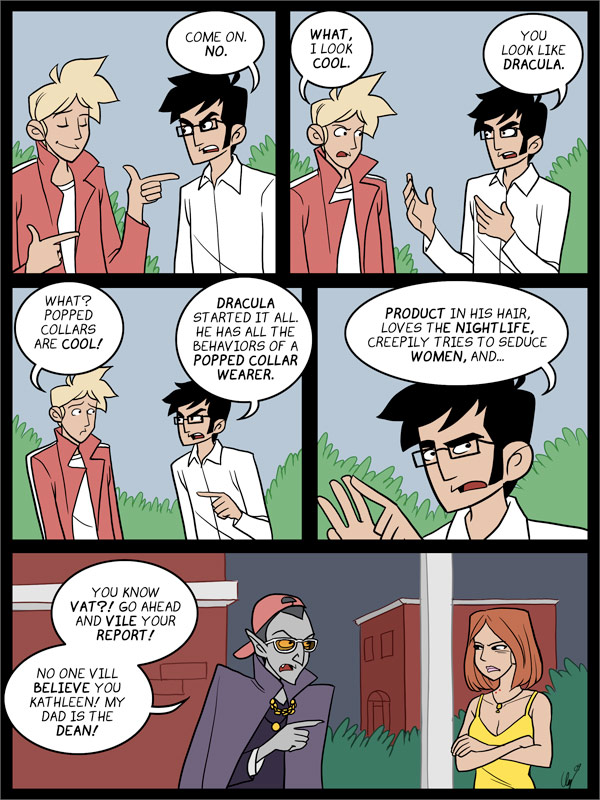 COME ON.
NO.
WHAT,
I LOOK
COOL.
YOU
LOOK LIKE
DRACULA.
WHAT?
POPPED
COLLARS
ARE COOL!
DRACULA
STARTED IT ALL.
HE HAS ALL THE
BEHAVIORS OF A
POPPED COLLAR
WEARER.
PRODUCT IN HIS HAIR,
LOVES THE NIGHTLIFE,
CREEPILY TRIES TO SEDUCE
WOMEN, AND...
YOU KNOW
VAT?! GO AHEAD
AND VILE YOUR
REPORT!
NO ONE VILL
BELIEVE YOU
KATHLEEN! MY
DAD IS THE
DEAN!